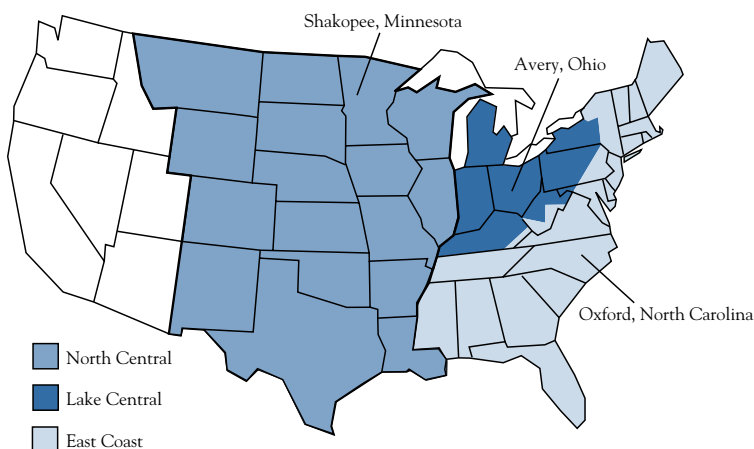 Shakopee, Minnesota
Avery, Ohio
Oxford, North Carolina
North Central
Lake Central
East Coast